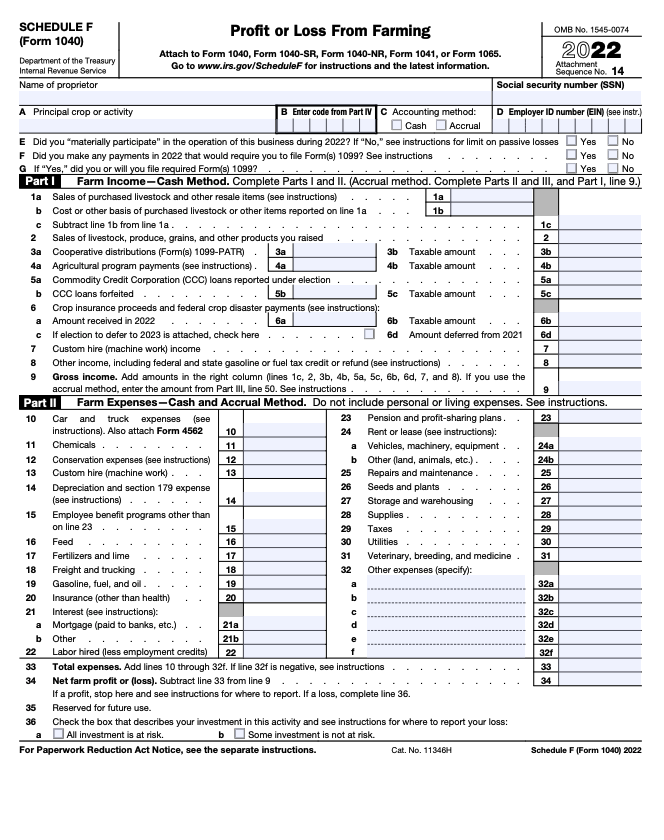 SCHEDULE F
(Form 1040)
Department of the Treasury
Internal Revenue Service
Profit or Loss From Farming
Attach to Form 1040, Form 1040-SR, Form 1040-NR, Form 1041, or Form 1065.
Go to www.irs.gov/ScheduleF for instructions and the latest information.
OMB No. 1545-0074
2022
Attachment
Sequence No. 14
Name of proprietor
Social security number (SSN)
A Principal crop or activity
B Enter code from Part IV
C Accounting method:
Cash Accrual
D Employer ID number (EIN) (see instr.)
E Did you “materially participate” in the operation of this business during 2022? If “No,” see instructions for limit on passive losses Yes No
F Did you make any payments in 2022 that would require you to file Form(s) 1099? See instructions . . . . . . . Yes No
G If “Yes,” did you or will you file required Form(s) 1099? . . . . . . . . . . . . . . . . . Yes No
Part I Farm Income—Cash Method. Complete Parts I and II. (Accrual method. Complete Parts II and III, and Part I, line 9.)
1a Sales of purchased livestock and other resale items (see instructions) . . . . . 1a
b Cost or other basis of purchased livestock or other items reported on line 1a . . . . 1b
c Subtract line 1b from line 1a . . . . . . . . . . . . . . . . . . . . . . . 1c
2 Sales of livestock, produce, grains, and other products you raised . . . . . . . . . . . . 2
3a Cooperative distributions (Form(s) 1099-PATR) . 3a 3b Taxable amount . . . 3b
4a Agricultural program payments (see instructions) . 4a 4b Taxable amount . . . 4b
5a Commodity Credit Corporation (CCC) loans reported under election . . . . . . . . . . . . 5a
b CCC loans forfeited . . . . . . . . 5b 5c Taxable amount . . . 5c
6 Crop insurance proceeds and federal crop disaster payments (see instructions):
a Amount received in 2022 . . . . . . 6a 6b Taxable amount . . . 6b
c If election to defer to 2023 is attached, check here . . . . . . 6d Amount deferred from 2021 6d
7 Custom hire (machine work) income . . . . . . . . . . . . . . . . . . . . . 7
8 Other income, including federal and state gasoline or fuel tax credit or refund (see instructions) . . . . . 8
9 Gross income. Add amounts in the right column (lines 1c, 2, 3b, 4b, 5a, 5c, 6b, 6d, 7, and 8). If you use the
accrual method, enter the amount from Part III, line 50. See instructions . . . . . . . . . . . 9
Part II Farm Expenses—Cash and Accrual Method. Do not include personal or living expenses. See instructions.
10 Car and truck expenses (see
instructions). Also attach Form 4562 10
11 Chemicals . . . . . . . . 11
12 Conservation expenses (see instructions) 12
13 Custom hire (machine work) . . . 13
14 Depreciation and section 179 expense
(see instructions) . . . . . . 14
15 Employee benefit programs other than
on line 23 . . . . . . . . 15
16 Feed . . . . . . . . . 16
17 Fertilizers and lime . . . . . 17
18 Freight and trucking . . . . . 18
19 Gasoline, fuel, and oil . . . . . 19
20 Insurance (other than health) . . 20
21 Interest (see instructions):
a Mortgage (paid to banks, etc.) . . . 21a
b Other . . . . . . . . . 21b
22 Labor hired (less employment credits) 22
23 Pension and profit-sharing plans . . 23
24 Rent or lease (see instructions):
a Vehicles, machinery, equipment . . 24a
b Other (land, animals, etc.) . . . . 24b
25 Repairs and maintenance . . . . 25
26 Seeds and plants . . . . . . 26
27 Storage and warehousing . . . . 27
28 Supplies . . . . . . . . . 28
29 Taxes . . . . . . . . . 29
30 Utilities . . . . . . . . . 30
31 Veterinary, breeding, and medicine . 31
32 Other expenses (specify):
a 32a
b 32b
c 32c
d 32d
e 32e
f 32f
33 Total expenses. Add lines 10 through 32f. If line 32f is negative, see instructions . . . . . . . . . 33
34 Net farm profit or (loss). Subtract line 33 from line 9 . . . . . . . . . . . . . . . . 34
If a profit, stop here and see instructions for where to report. If a loss, complete line 36.
35 Reserved for future use.
36 Check the box that describes your investment in this activity and see instructions for where to report your loss:
a All investment is at risk. b Some investment is not at risk.
For Paperwork Reduction Act Notice, see the separate instructions. Cat. No. 11346H Schedule F (Form 1040) 2022